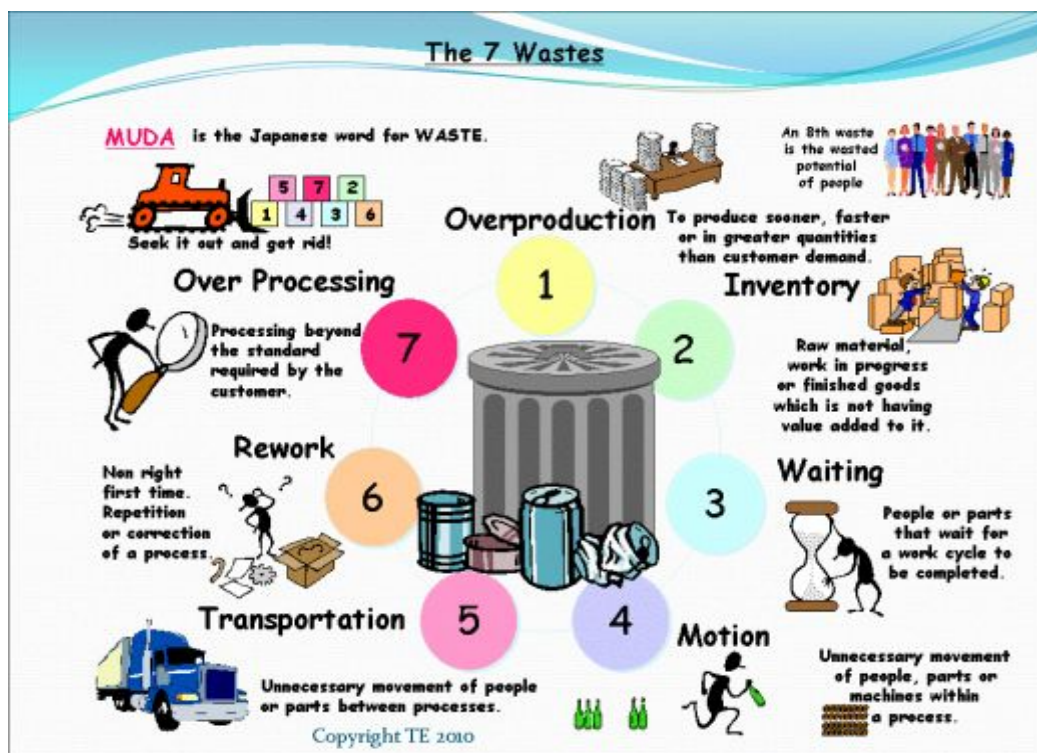 The 7 Wastes
MUDA is the Japanese word for WASTE.
5 7 2
1 4 3 6
Seek it out and get rid!
An 8th waste
is the wasted
potential
of people
Overproduction
To produce sooner, faster
or in greater quantities
than customer demand.
1
Inventory
2
Raw material,
work in progress
or finished goods
which is not having
value added to it.
Waiting
3
People or parts
that wait for
a work cycle to
be completed.
Motion
4
Unnecessary movement
of people, parts or
machines within
a process.
Transportation
5
Unnecessary movement of people
or parts between processes.
Rework
6
Non right
first time.
Repetition
or correction
of a process.
Over Processing
7
Processing beyond
the standard
required by the
customer.
Copyright TE 2010